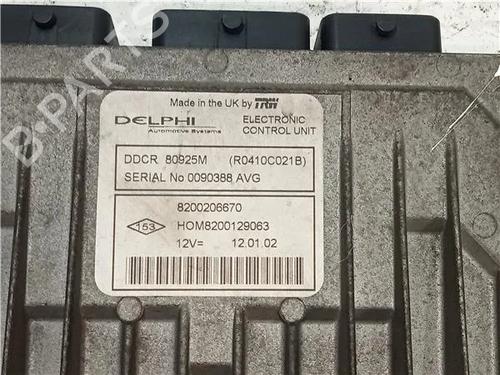 Made in the UK by TRW
DELPHI ELECTRONIC
Automotive Systems CONTROL UNIT
DDCR 80925M (R0410C021B)
SERIAL No 0090388 AVG
8200206670
153 HOM8200129063
12V= 12.01.02
B-PARTS